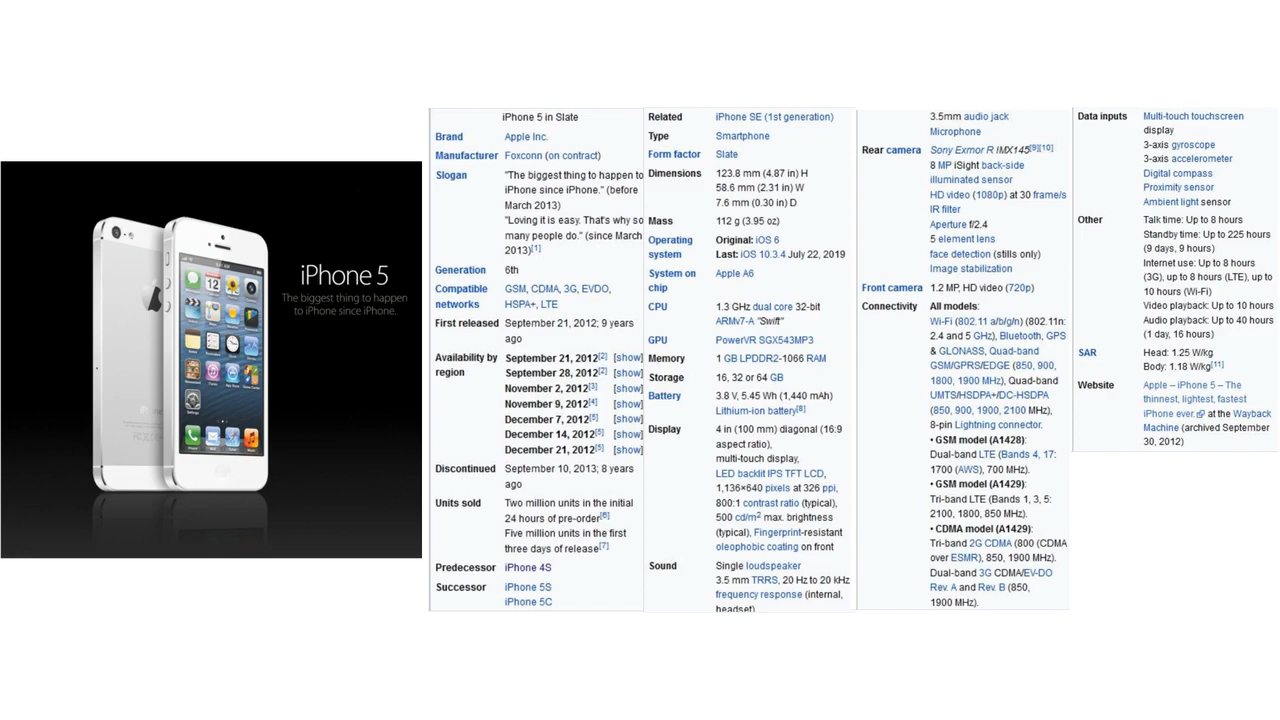 iPhone 5
The biggest thing to happen
to iPhone since iPhone.
iPhone 5 in Slate
Brand Apple Inc.
Manufacturer Foxconn (on contract)
Slogan "The biggest thing to happen to
iPhone since iPhone." (before
March 2013)
"Loving it is easy. That's why so
many people do." (since March
2013)[1]
Generation 6th
Compatible GSM, CDMA, 3G, EVDO,
networks HSPA+, LTE
First released September 21, 2012; 9 years
ago
Availability by September 21, 2012[2] [show]
region September 28, 2012[2] [show]
November 2, 2012[3] [show]
November 9, 2012[4] [show]
December 7, 2012[5] [show]
December 14, 2012[5] [show]
December 21, 2012[5] [show]
Discontinued September 10, 2013; 8 years
ago
Units sold Two million units in the initial
24 hours of pre-order[6]
Five million units in the first
three days of release[7]
Predecessor iPhone 4S
Successor iPhone 5S
iPhone 5C
Related iPhone SE (1st generation)
Type Smartphone
Form factor Slate
Dimensions 123.8 mm (4.87 in) H
58.6 mm (2.31 in) W
7.6 mm (0.30 in) D
Mass 112 g (3.95 oz)
Operating Original: iOS 6
system Last: iOS 10.3.4 July 22, 2019
System on Apple A6
chip
CPU 1.3 GHz dual core 32-bit
ARMv7-A "Swift"
GPU PowerVR SGX543MP3
Memory 1 GB LPDDR2-1066 RAM
Storage 16, 32 or 64 GB
Battery 3.8 V, 5.45 Wh (1,440 mAh)
Lithium-ion battery[8]
Display 4 in (100 mm) diagonal (16:9
aspect ratio),
multi-touch display,
LED backlit IPS TFT LCD,
1,136×640 pixels at 326 ppi,
800:1 contrast ratio (typical),
500 cd/m2 max. brightness
(typical), Fingerprint-resistant
oleophobic coating on front
Sound Single loudspeaker
3.5 mm TRRS, 20 Hz to 20 kHz
frequency response (internal,
headset)
3.5mm audio jack
Microphone
Rear camera Sony Exmor R IMX145[9][10]
8 MP iSight back-side
illuminated sensor
HD video (1080p) at 30 frame/s
IR filter
Aperture f/2.4
5 element lens
face detection (stills only)
Image stabilization
Front camera 1.2 MP, HD video (720p)
Connectivity All models:
Wi-Fi (802.11 a/b/g/n) (802.11n:
2.4 and 5 GHz), Bluetooth, GPS
& GLONASS, Quad-band
GSM/GPRS/EDGE (850, 900,
1800, 1900 MHz), Quad-band
UMTS/HSDPA+/DC-HSDPA
(850, 900, 1900, 2100 MHz),
8-pin Lightning connector.
• GSM model (A1428):
Dual-band LTE (Bands 4, 17:
1700 (AWS), 700 MHz).
• GSM model (A1429):
Tri-band LTE (Bands 1, 3, 5:
2100, 1800, 850 MHz).
• CDMA model (A1429):
Tri-band 2G CDMA (800 (CDMA
over ESMR), 850, 1900 MHz).
Dual-band 3G CDMA/EV-DO
Rev. A and Rev. B (850,
1900 MHz).
Data inputs Multi-touch touchscreen
display
3-axis gyroscope
3-axis accelerometer
Digital compass
Proximity sensor
Ambient light sensor
Other Talk time: Up to 8 hours
Standby time: Up to 225 hours
(9 days, 9 hours)
Internet use: Up to 8 hours
(3G), up to 8 hours (LTE), up to
10 hours (Wi-Fi)
Video playback: Up to 10 hours
Audio playback: Up to 40 hours
(1 day, 16 hours)
SAR Head: 1.25 W/kg
Body: 1.18 W/kg[11]
Website Apple – iPhone 5 – The
thinnest, lightest, fastest
iPhone ever. at the Wayback
Machine (archived September
30, 2012)